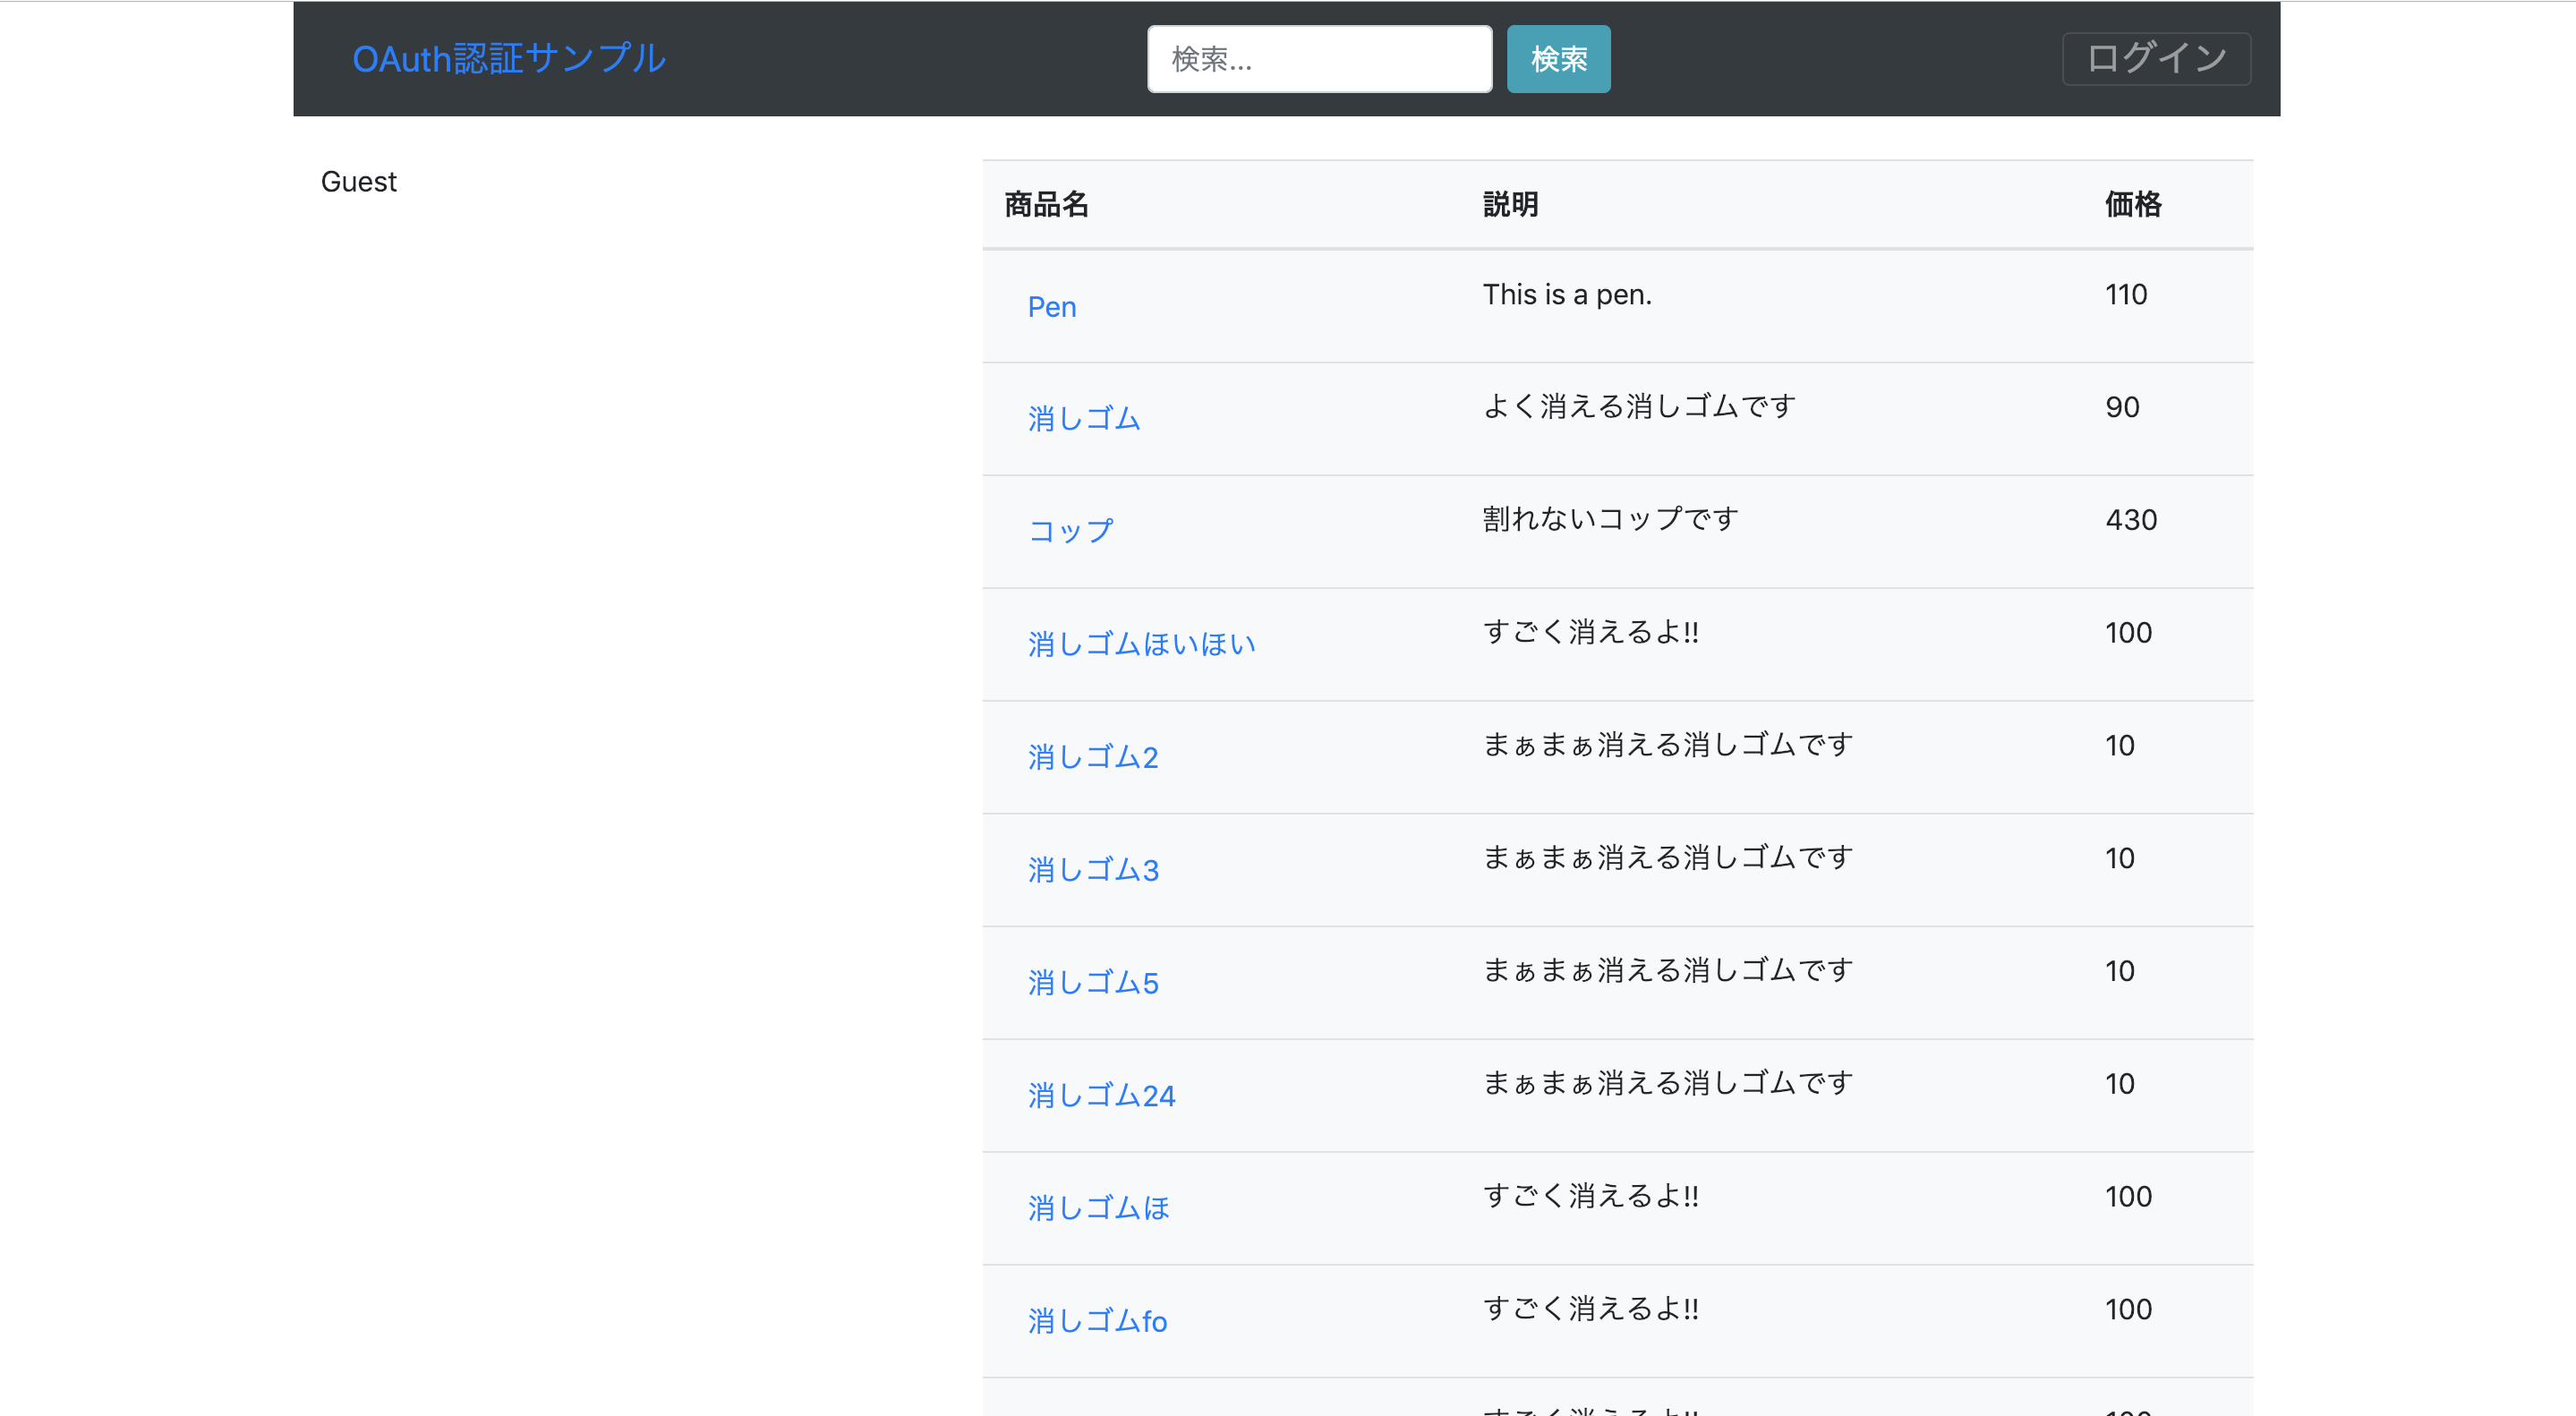 OAuth認証サンプル 検索... 検索 ログイン
Guest
商品名 説明 価格
Pen This is a pen. 110
消しゴム よく消える消しゴムです 90
コップ 割れないコップです 430
消しゴムほいほい すごく消えるよ!! 100
消しゴム2 まぁまぁ消える消しゴムです 10
消しゴム3 まぁまぁ消える消しゴムです 10
消しゴム5 まぁまぁ消える消しゴムです 10
消しゴム24 まぁまぁ消える消しゴムです 10
消しゴムほ すごく消えるよ!! 100
消しゴムfo すごく消えるよ!! 100